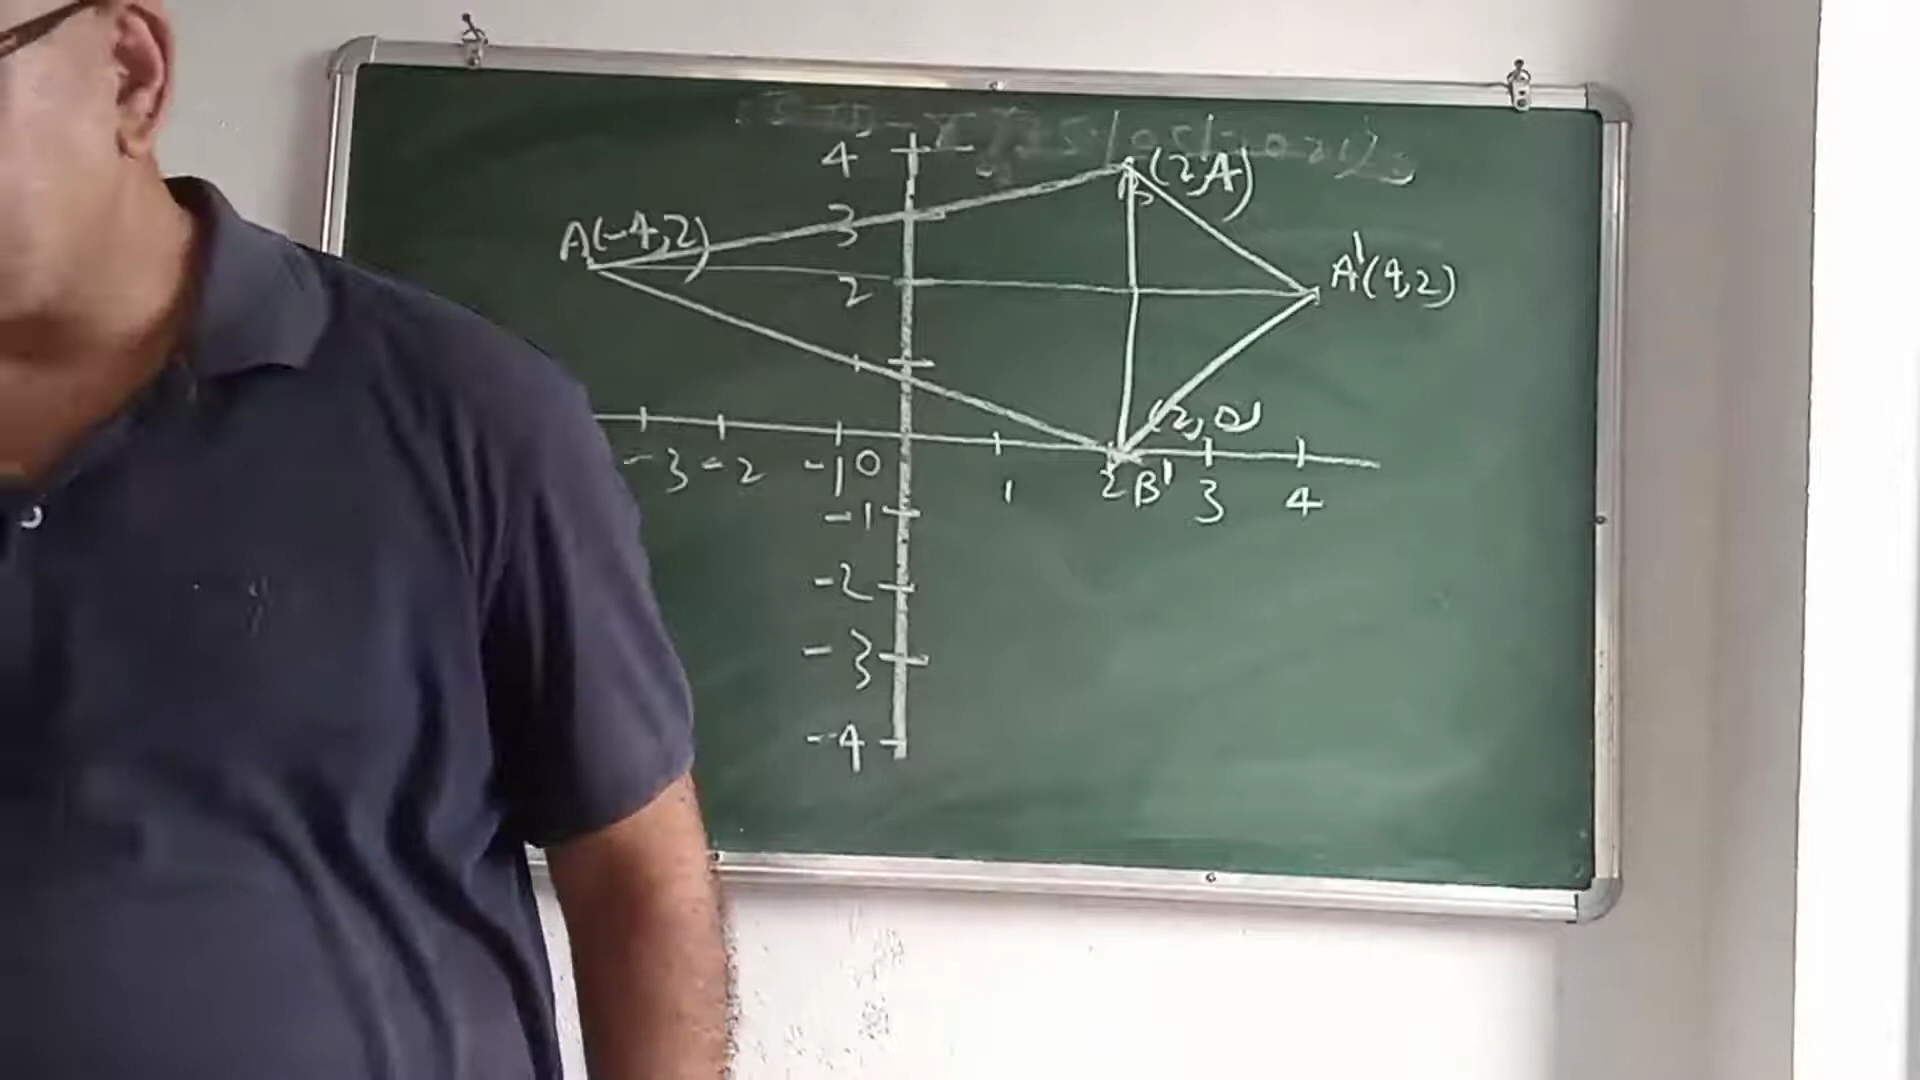 4
B(2,4)
A(-4,2)
3
A'(4,2)
2
(2,0)
-3 -2 -1 0 1 2 B' 3 4
-1
-2
-3
-4